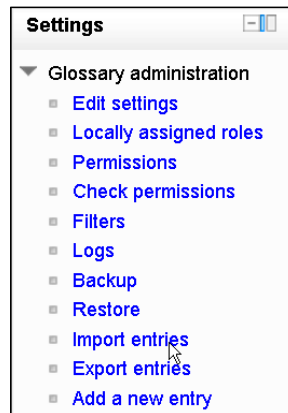 Settings
Glossary administration
Edit settings
Locally assigned roles
Permissions
Check permissions
Filters
Logs
Backup
Restore
Import entries
Export entries
Add a new entry